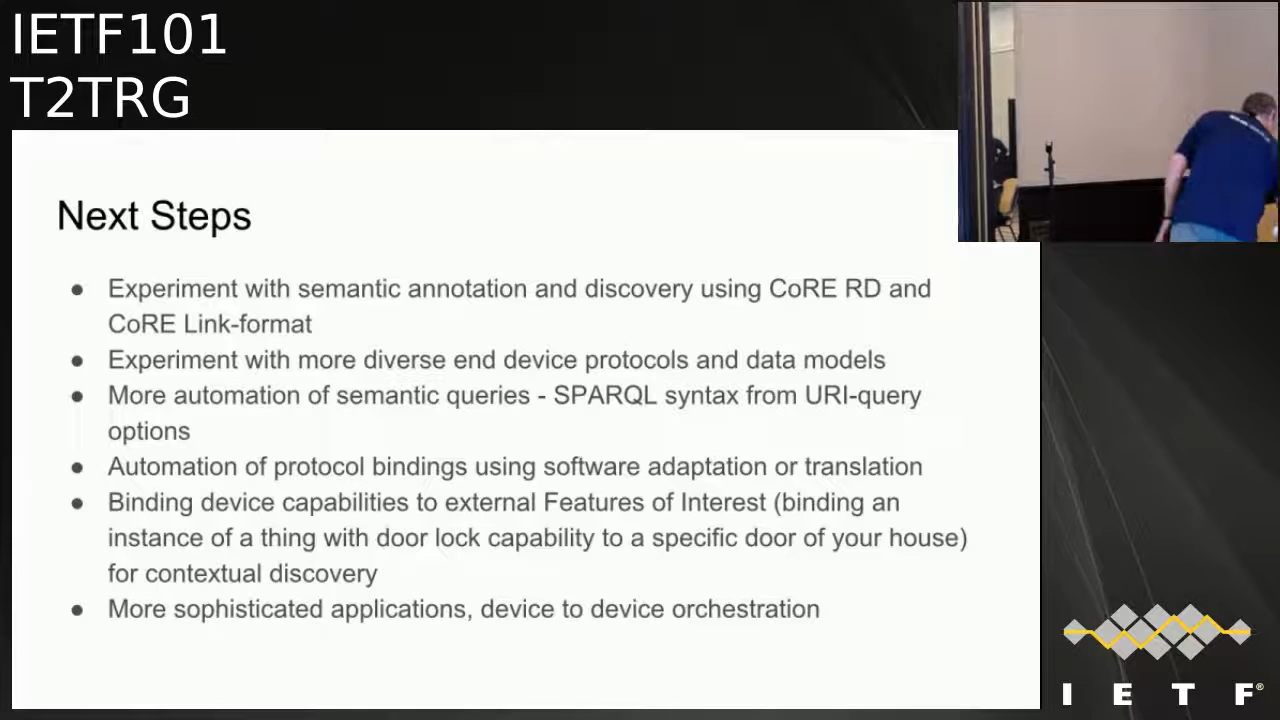 IETF101
T2TRG
Next Steps
● Experiment with semantic annotation and discovery using CoRE RD and
CoRE Link-format
● Experiment with more diverse end device protocols and data models
● More automation of semantic queries - SPARQL syntax from URI-query
options
● Automation of protocol bindings using software adaptation or translation
● Binding device capabilities to external Features of Interest (binding an
instance of a thing with door lock capability to a specific door of your house)
for contextual discovery
● More sophisticated applications, device to device orchestration
I E T F®